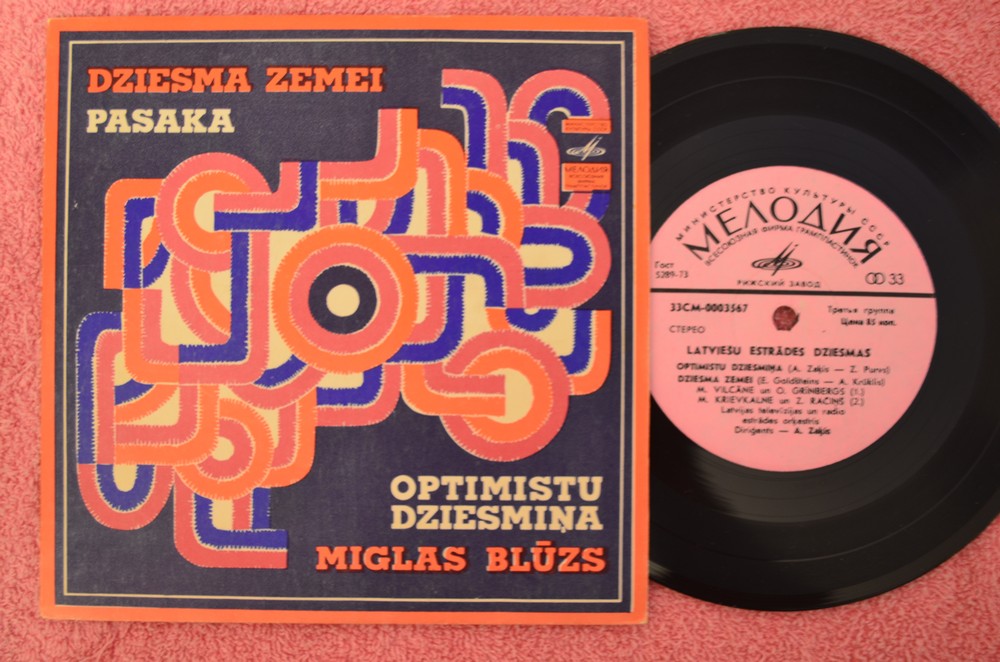 DZIESMA ZEMEI
PASAKA
МЕЛОДИЯ
OPTIMISTU
DZIESMIŅA
MIGLAS BLŪZS
МИНИСТЕРСТВО КУЛЬТУРЫ СССР
МЕЛОДИЯ
ВСЕСОЮЗНАЯ ФИРМА ГРАМПЛАСТИНОК
РИЖСКИЙ ЗАВОД
Гост
5289-73
33
33СМ-0003567
Третья группа
Цена 85 коп.
СТЕРЕО
LATVIEŠU ESTRĀDES DZIESMAS
OPTIMISTU DZIESMIŅA (A. Zaķis — Z. Purvs)
DZIESMA ZEMEI (E. Goldšteins — A. Krūklis)
M. VILCĀNE un O. GRĪNBERGS (1.)
M. KRIEVKALNE un Z. RAČIŅŠ (2.)
Latvijas televīzijas un radio
estrādes orķestris
Diriģents — A. Zaķis